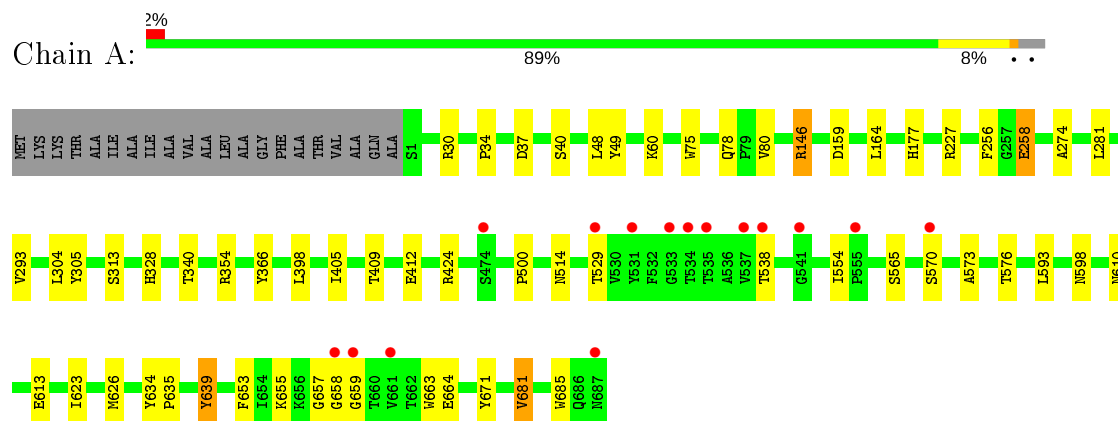 2%
Chain A:
89%
8%
• •
MET LYS LYS THR ALA ILE ALA ILE ALA VAL ALA LEU ALA GLY PHE ALA THR VAL ALA GLN ALA S1 R30 P34 D37 S40 L48 Y49 K60 W75 Q78 P79 V80 R146 D159 L164 H177 R227 F256 G257 E258 A274 L281
V293 L304 Y305 S313 H328 T340 R354 Y366 L398 I405 T409 E412 R424 S474 P500 N514 T529 V530 Y531 F532 G533 T534 T535 A536 V537 T538 G541 I554 P555 S565 S570 A573 T576 L593 N598 N610
E613 I623 M626 Y634 P635 Y639 F653 I654 K655 K656 G657 G658 G659 T660 V661 T662 W663 E664 Y671 V681 W685 Q686 N687